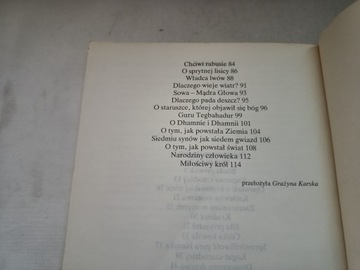 Chciwi rabusie 84
O sprytnej lisicy 86
Władca lwów 88
Dlaczego wieje wiatr? 91
Sowa – Mądra Głowa 93
Dlaczego pada deszcz? 95
O staruszce, której objawił się bóg 96
Guru Tegbahadur 99
O Dhamnie i Dhamnii 101
O tym, jak powstała Ziemia 104
Siedmiu synów jak siedem gwiazd 106
O tym, jak powstał świat 108
Narodziny człowieka 112
Miłościwy król 114
przełożyła Grażyna Karska